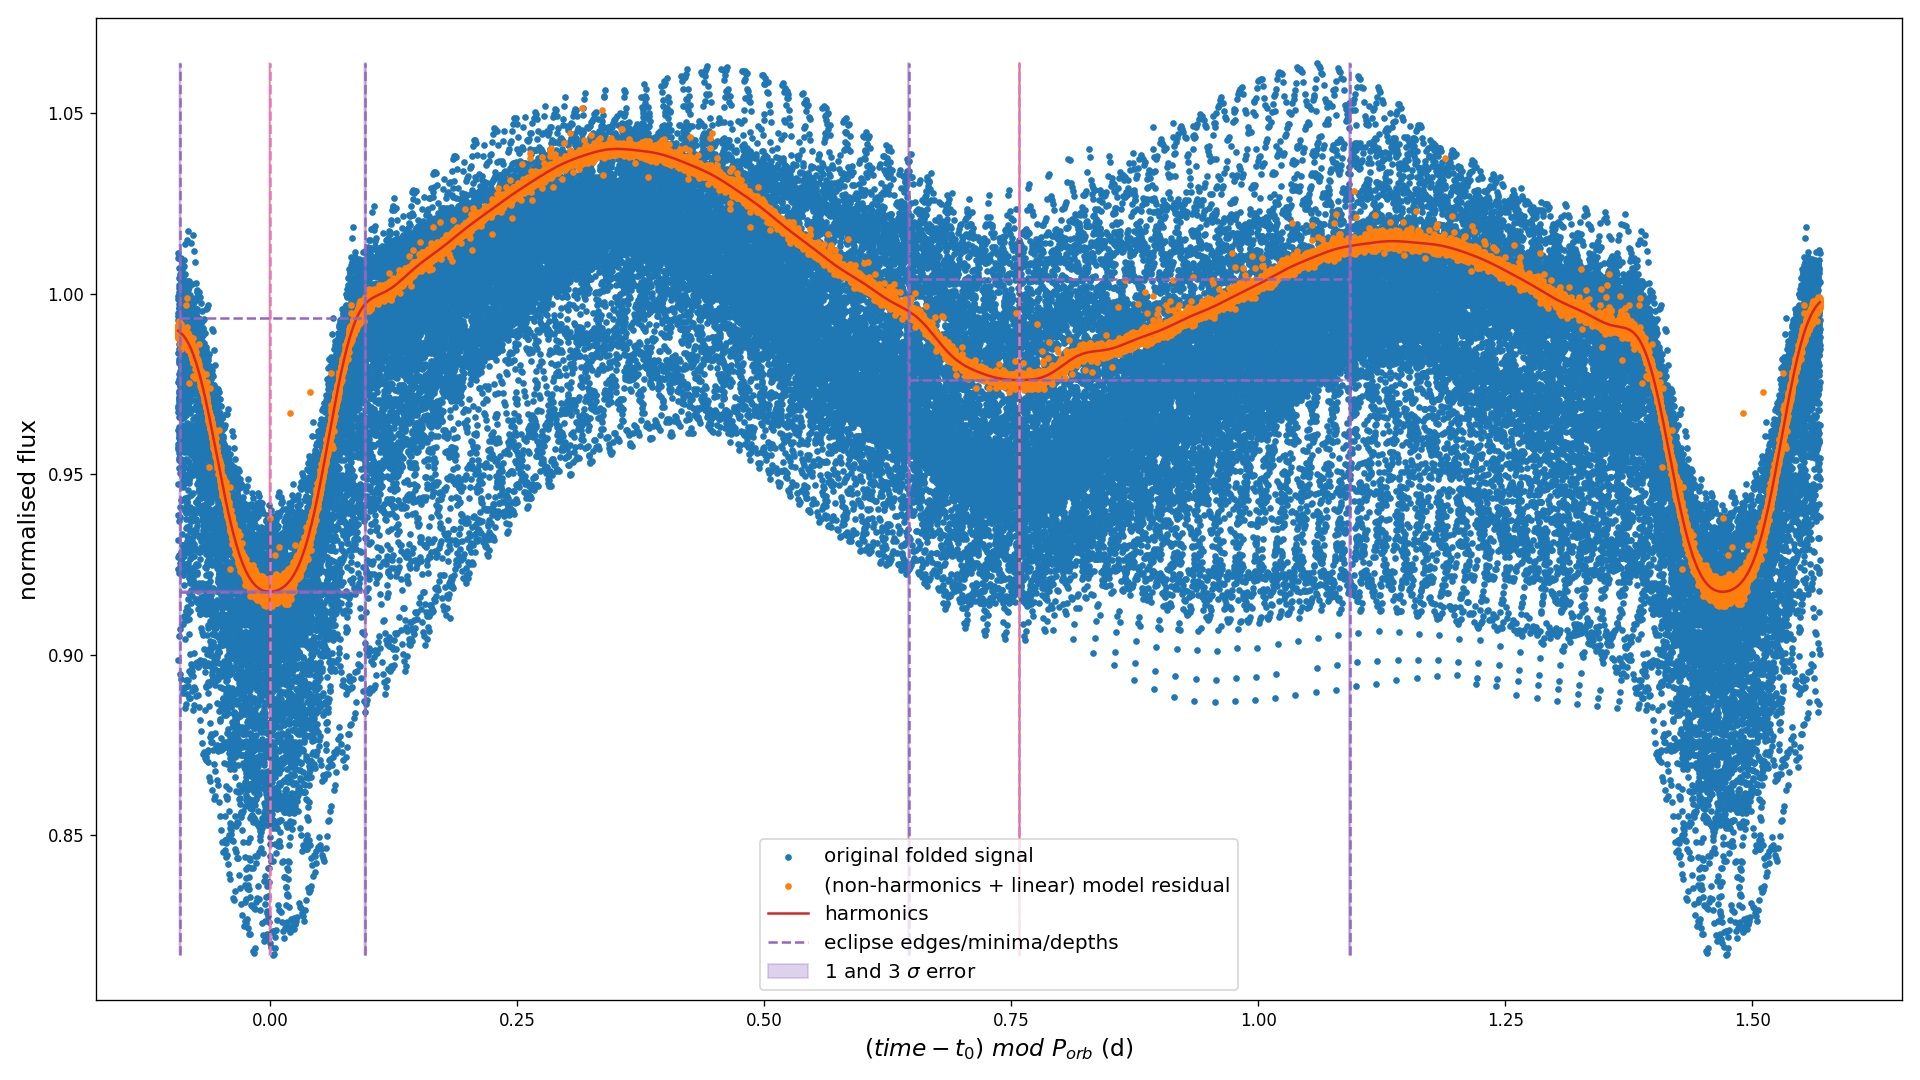 normalised flux
1.05
1.00
0.95
0.90
0.85
original folded signal
(non-harmonics + linear) model residual
harmonics
eclipse edges/minima/depths
1 and 3 σ error
0.00 0.25 0.50 0.75 1.00 1.25 1.50
(time − t₀) mod P_orb (d)